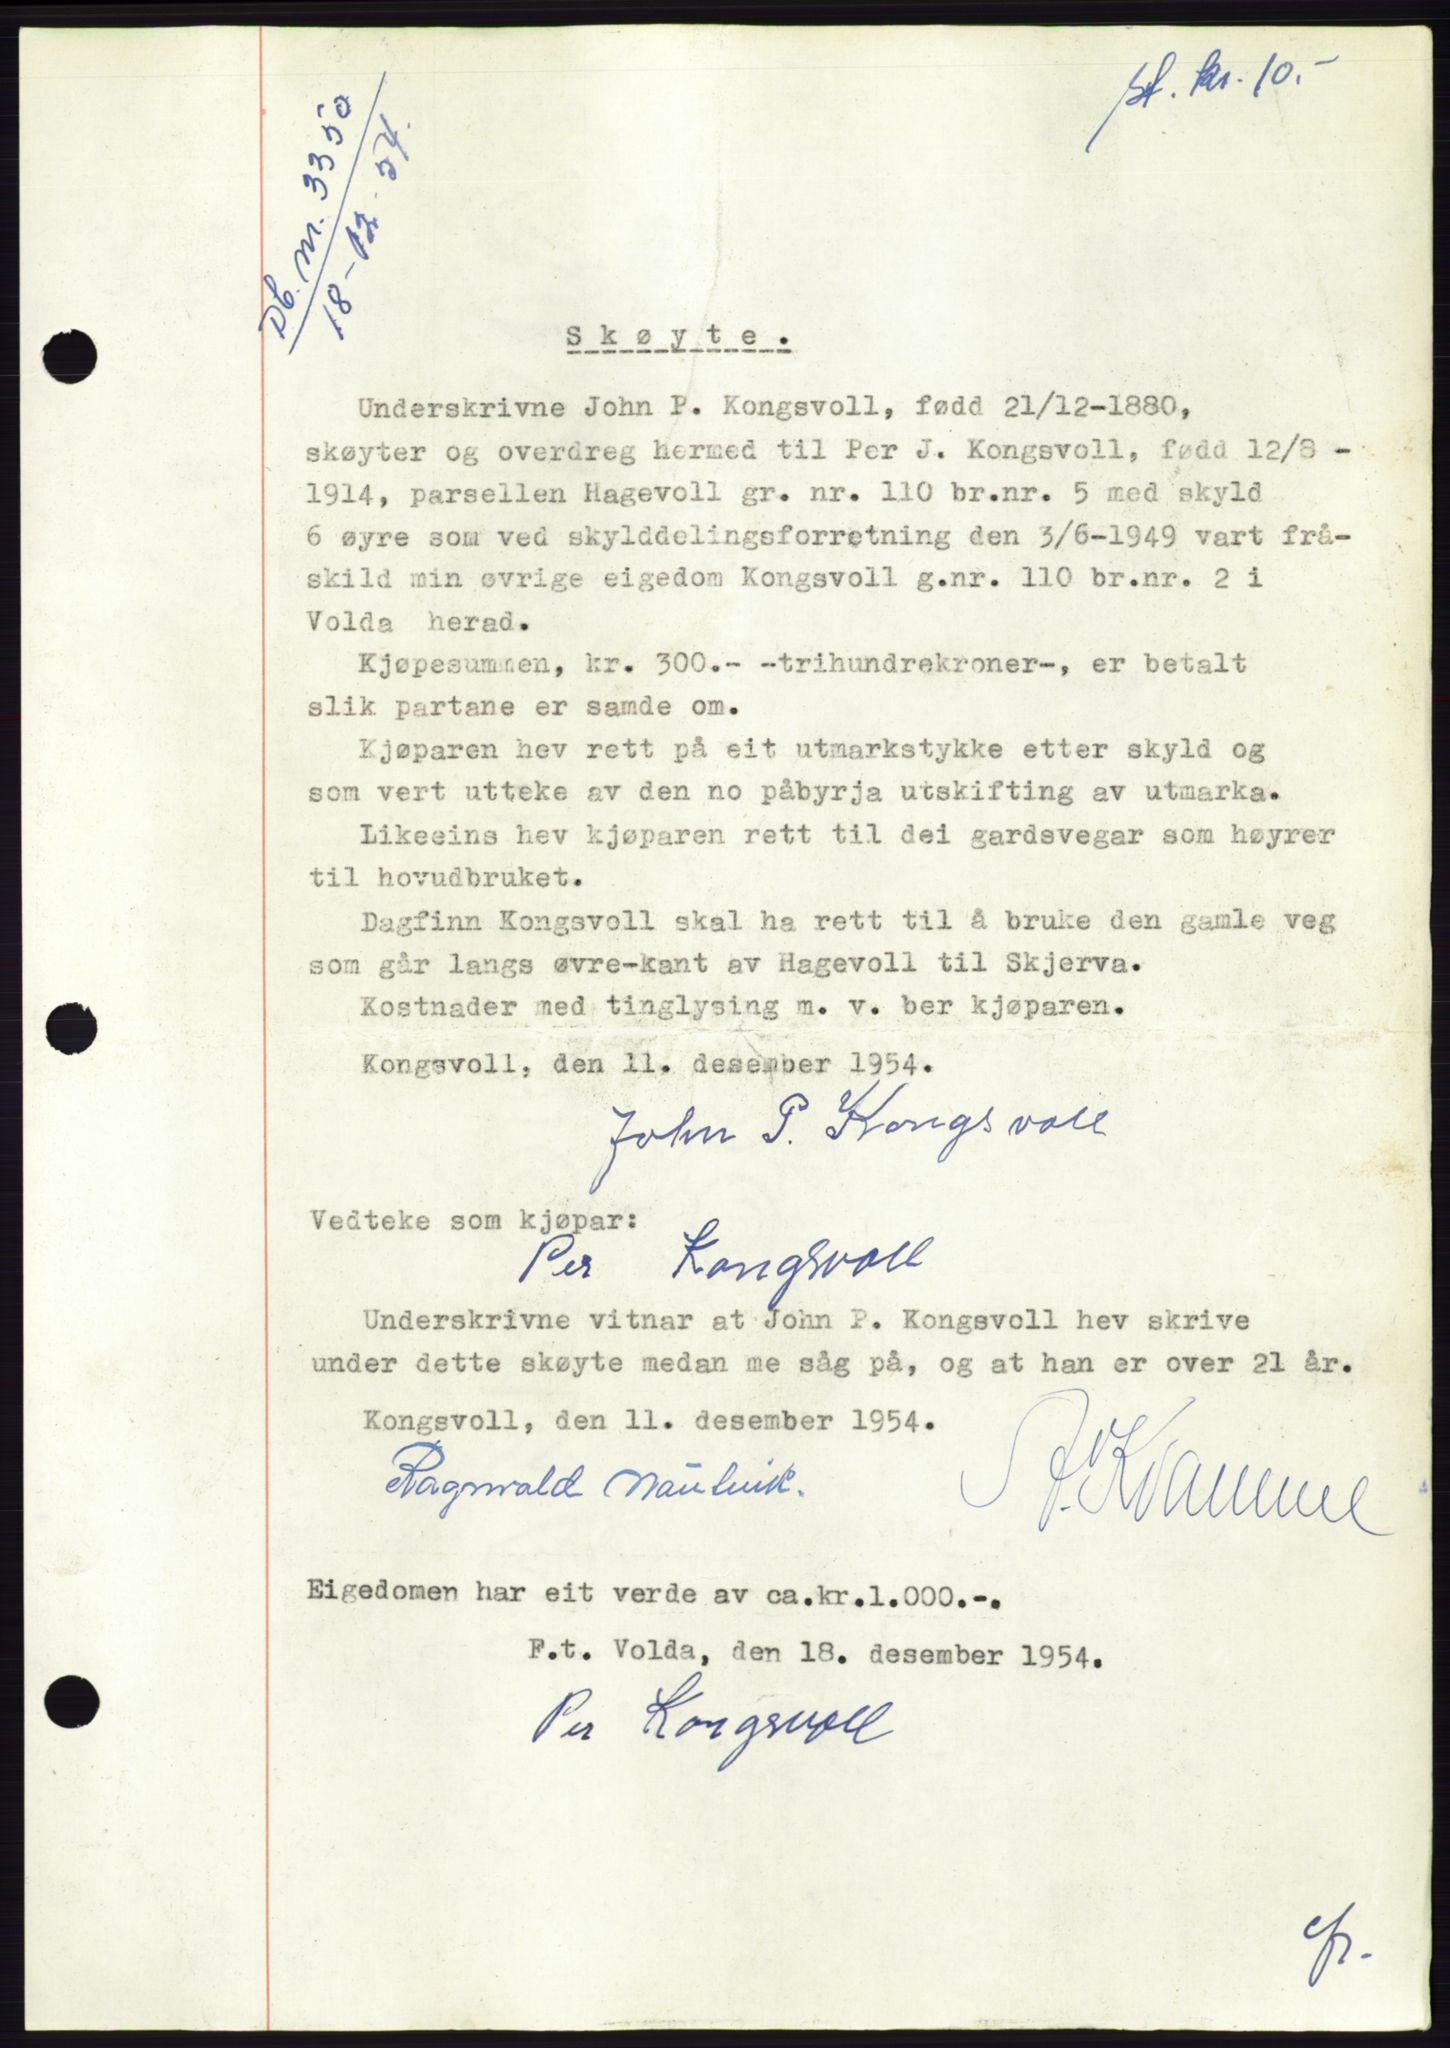 st. kr. 10.-
Db. nr. 3350
18-12-54.
Skøyte.
Underskrivne John P. Kongsvoll, fødd 21/12-1880,
skøyter og overdreg hermed til Per J. Kongsvoll, fødd 12/8 -
1914, parsellen Hagevoll gr. nr. 110 br.nr. 5 med skyld
6 øyre som ved skylddelingsforretning den 3/6-1949 vart frå-
skild min øvrige eigedom Kongsvoll g.nr. 110 br.nr. 2 i
Volda herad.
Kjøpesummen, kr. 300.- -trihundrekroner-, er betalt
slik partane er samde om.
Kjøparen hev rett på eit utmarkstykke etter skyld og
som vert utteke av den no påbyrja utskifting av utmarka.
Likeeins hev kjøparen rett til dei gardsvegar som høyrer
til hovudbruket.
Dagfinn Kongsvoll skal ha rett til å bruke den gamle veg
som går langs øvre-kant av Hagevoll til Skjerva.
Kostnader med tinglysing m. v. ber kjøparen.
Kongsvoll, den 11. desember 1954.
John P. Kongsvoll
Vedteke som kjøpar:
Per Kongsvoll
Underskrivne vitnar at John P. Kongsvoll hev skrive
under dette skøyte medan me såg på, og at han er over 21 år.
Kongsvoll, den 11. desember 1954.
Ragnvald
Kvamme
Eigedomen har eit verde av ca.kr.1.000.-.
F.t. Volda, den 18. desember 1954.
Per Kongsvoll